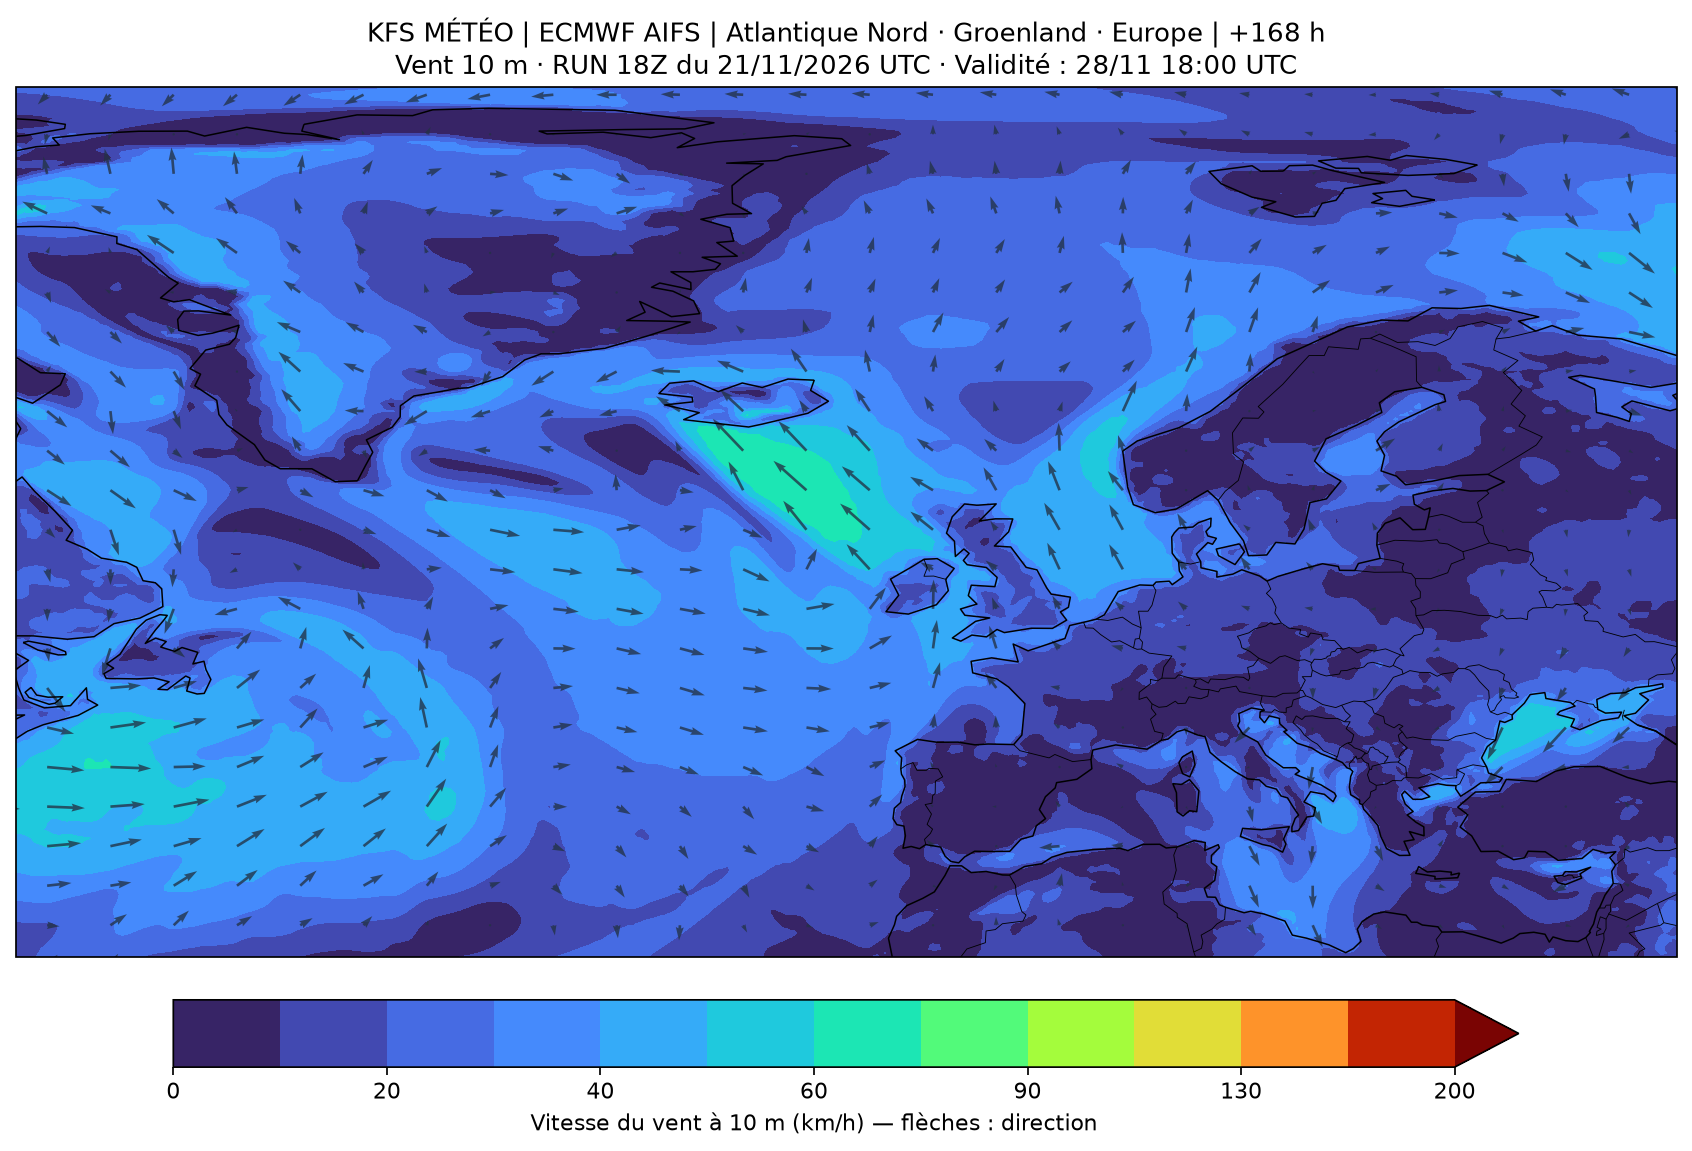 KFS MÉTÉO | ECMWF AIFS | Atlantique Nord · Groenland · Europe | +168 h
Vent 10 m · RUN 18Z du 21/11/2026 UTC · Validité : 28/11 18:00 UTC
0 20 40 60 90 130 200
Vitesse du vent à 10 m (km/h) — flèches : direction